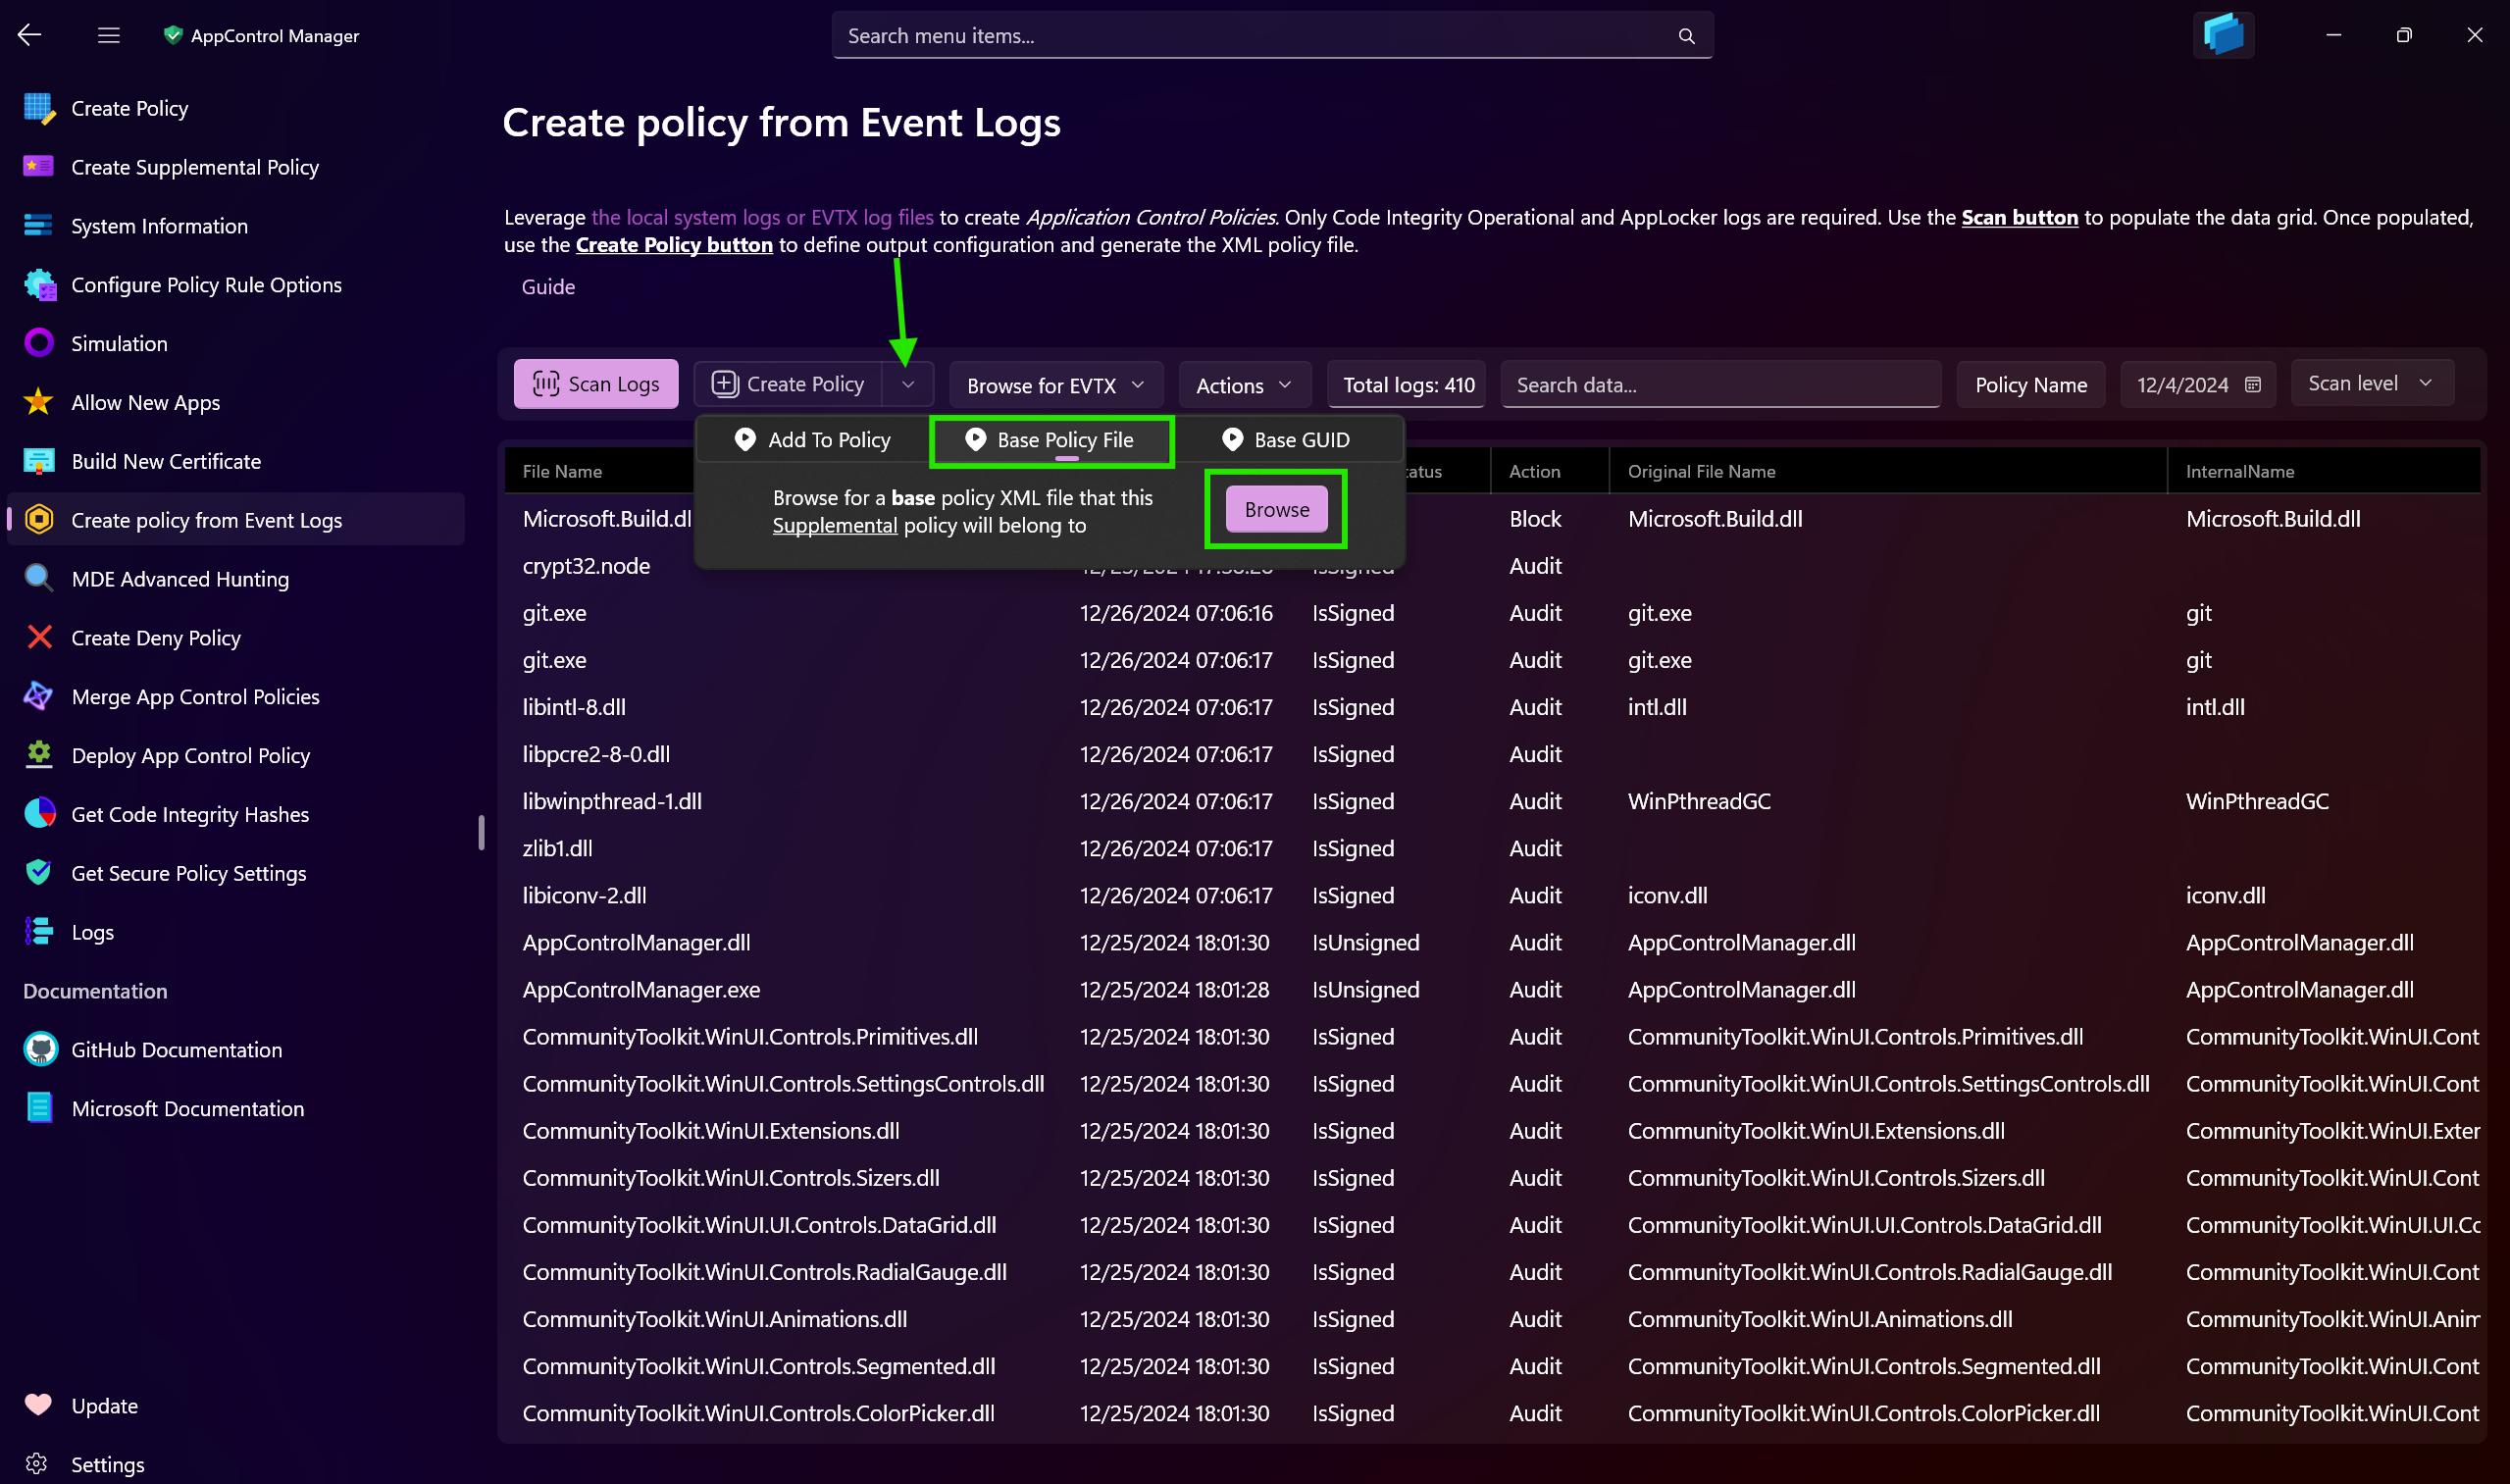 AppControl Manager
Search menu items...
Create Policy
Create Supplemental Policy
System Information
Configure Policy Rule Options
Simulation
Allow New Apps
Build New Certificate
Create policy from Event Logs
MDE Advanced Hunting
Create Deny Policy
Merge App Control Policies
Deploy App Control Policy
Get Code Integrity Hashes
Get Secure Policy Settings
Logs
Documentation
GitHub Documentation
Microsoft Documentation
Update
Settings
Create policy from Event Logs
Leverage the local system logs or EVTX log files to create Application Control Policies. Only Code Integrity Operational and AppLocker logs are required. Use the Scan button to populate the data grid. Once populated,
use the Create Policy button to define output configuration and generate the XML policy file.
Guide
Scan Logs Create Policy Browse for EVTX Actions Total logs: 410 Search data... Policy Name 12/4/2024 Scan level
Add To Policy Base Policy File Base GUID
Browse for a base policy XML file that this
Supplemental policy will belong to
Browse
File Name Action Original File Name InternalName
Microsoft.Build.dl Block Microsoft.Build.dll Microsoft.Build.dll
crypt32.node Audit
git.exe 12/26/2024 07:06:16 IsSigned Audit git.exe git
git.exe 12/26/2024 07:06:17 IsSigned Audit git.exe git
libintl-8.dll 12/26/2024 07:06:17 IsSigned Audit intl.dll intl.dll
libpcre2-8-0.dll 12/26/2024 07:06:17 IsSigned Audit
libwinpthread-1.dll 12/26/2024 07:06:17 IsSigned Audit WinPthreadGC WinPthreadGC
zlib1.dll 12/26/2024 07:06:17 IsSigned Audit
libiconv-2.dll 12/26/2024 07:06:17 IsSigned Audit iconv.dll iconv.dll
AppControlManager.dll 12/25/2024 18:01:30 IsUnsigned Audit AppControlManager.dll AppControlManager.dll
AppControlManager.exe 12/25/2024 18:01:28 IsUnsigned Audit AppControlManager.dll AppControlManager.dll
CommunityToolkit.WinUI.Controls.Primitives.dll 12/25/2024 18:01:30 IsSigned Audit CommunityToolkit.WinUI.Controls.Primitives.dll CommunityToolkit.WinUI.Cont
CommunityToolkit.WinUI.Controls.SettingsControls.dll 12/25/2024 18:01:30 IsSigned Audit CommunityToolkit.WinUI.Controls.SettingsControls.dll CommunityToolkit.WinUI.Cont
CommunityToolkit.WinUI.Extensions.dll 12/25/2024 18:01:30 IsSigned Audit CommunityToolkit.WinUI.Extensions.dll CommunityToolkit.WinUI.Exter
CommunityToolkit.WinUI.Controls.Sizers.dll 12/25/2024 18:01:30 IsSigned Audit CommunityToolkit.WinUI.Controls.Sizers.dll CommunityToolkit.WinUI.Cont
CommunityToolkit.WinUI.UI.Controls.DataGrid.dll 12/25/2024 18:01:30 IsSigned Audit CommunityToolkit.WinUI.UI.Controls.DataGrid.dll CommunityToolkit.WinUI.UI.Cc
CommunityToolkit.WinUI.Controls.RadialGauge.dll 12/25/2024 18:01:30 IsSigned Audit CommunityToolkit.WinUI.Controls.RadialGauge.dll CommunityToolkit.WinUI.Cont
CommunityToolkit.WinUI.Animations.dll 12/25/2024 18:01:30 IsSigned Audit CommunityToolkit.WinUI.Animations.dll CommunityToolkit.WinUI.Anim
CommunityToolkit.WinUI.Controls.Segmented.dll 12/25/2024 18:01:30 IsSigned Audit CommunityToolkit.WinUI.Controls.Segmented.dll CommunityToolkit.WinUI.Cont
CommunityToolkit.WinUI.Controls.ColorPicker.dll 12/25/2024 18:01:30 IsSigned Audit CommunityToolkit.WinUI.Controls.ColorPicker.dll CommunityToolkit.WinUI.Cont